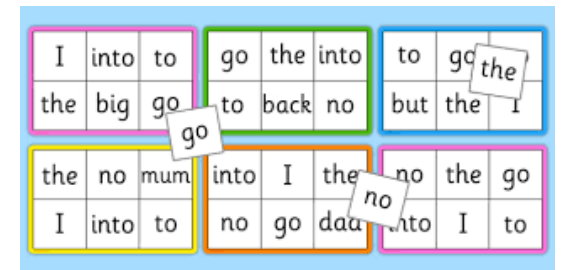 I into to
the big go
go the into
to back no
to go
but the I
the
go
the no mum
I into to
into I the
no go dad
no the go
into I to
no